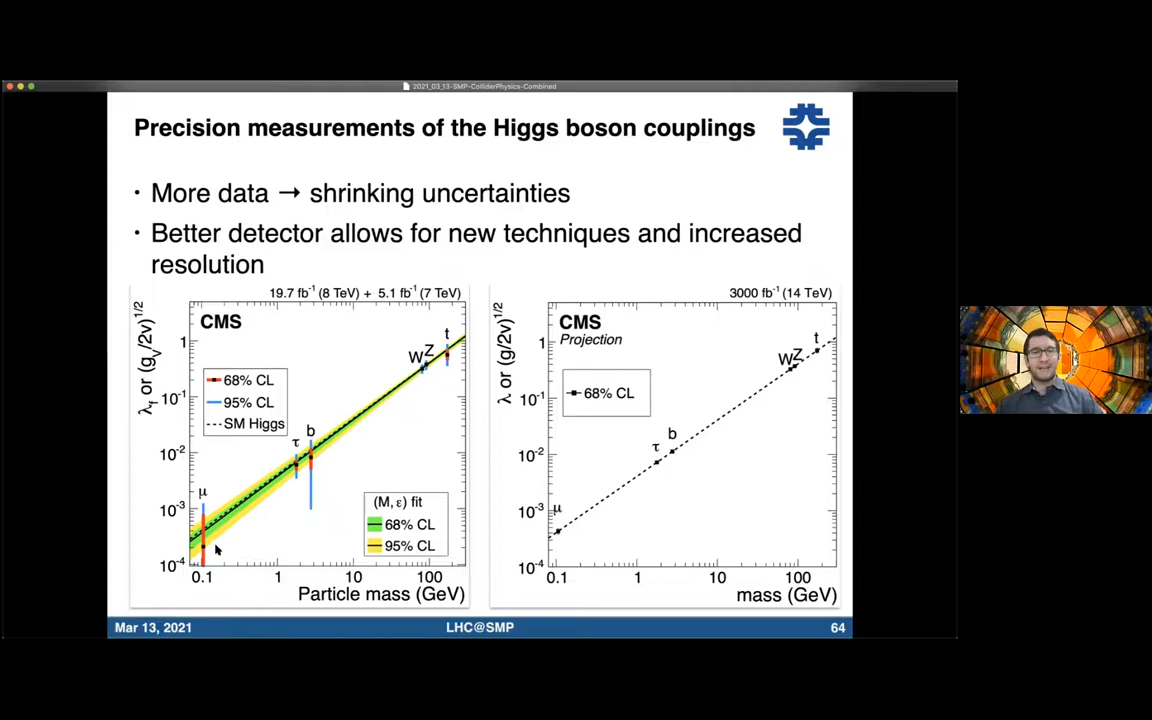 2021_03_13-SMP-ColliderPhysics-Combined
Precision measurements of the Higgs boson couplings
• More data → shrinking uncertainties
• Better detector allows for new techniques and increased
resolution
19.7 fb⁻¹ (8 TeV) + 5.1 fb⁻¹ (7 TeV)
CMS
λf or (gV/2v)^1/2
1
10⁻¹
10⁻²
10⁻³
10⁻⁴
68% CL
95% CL
SM Higgs
μ
τ
b
W
Z
t
(M, ε) fit
68% CL
95% CL
0.1
1
10
100
Particle mass (GeV)
3000 fb⁻¹ (14 TeV)
CMS
Projection
λ or (g/2v)^1/2
1
10⁻¹
10⁻²
10⁻³
10⁻⁴
68% CL
μ
τ
b
W
Z
t
0.1
1
10
100
mass (GeV)
Mar 13, 2021
LHC@SMP
64